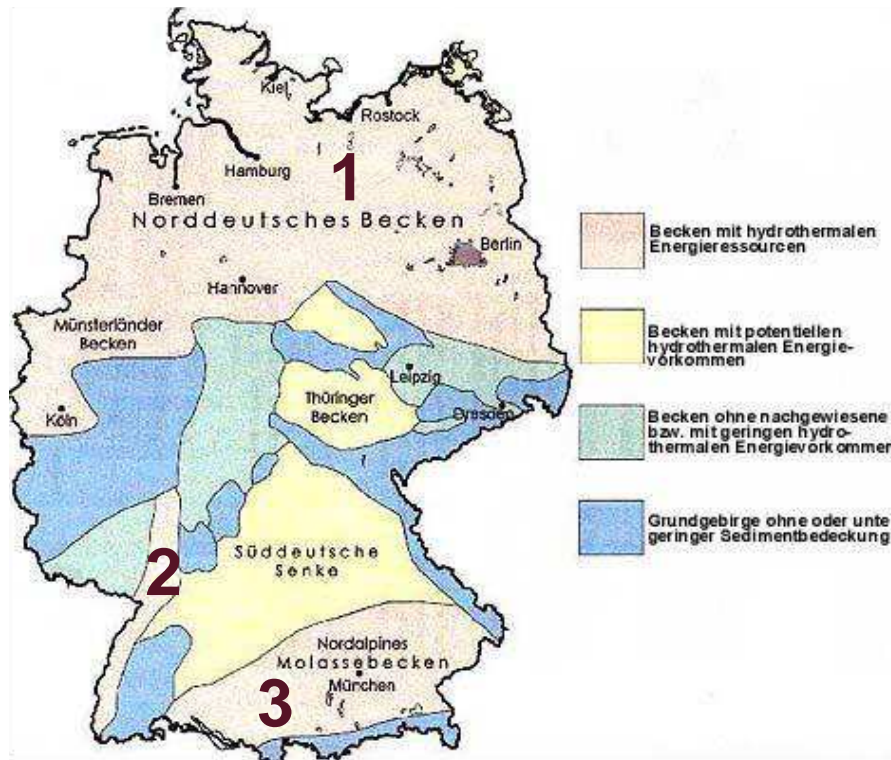 Kiel
Rostock
Hamburg
1
Bremen
Norddeutsches Becken
Berlin
Hannover
Münsterländer
Becken
Leipzig
Thüringer
Becken
Dresden
Köln
2
Süddeutsche
Senke
Nordalpines
Molassebecken
München
3
Becken mit hydrothermalen
Energieressourcen
Becken mit potentiellen
hydrothermalen Energie-
vorkommen
Becken ohne nachgewiesene
bzw. mit geringen hydro-
thermalen Energievorkommen
Grundgebirge ohne oder unte
geringer Sedimentbedeckung